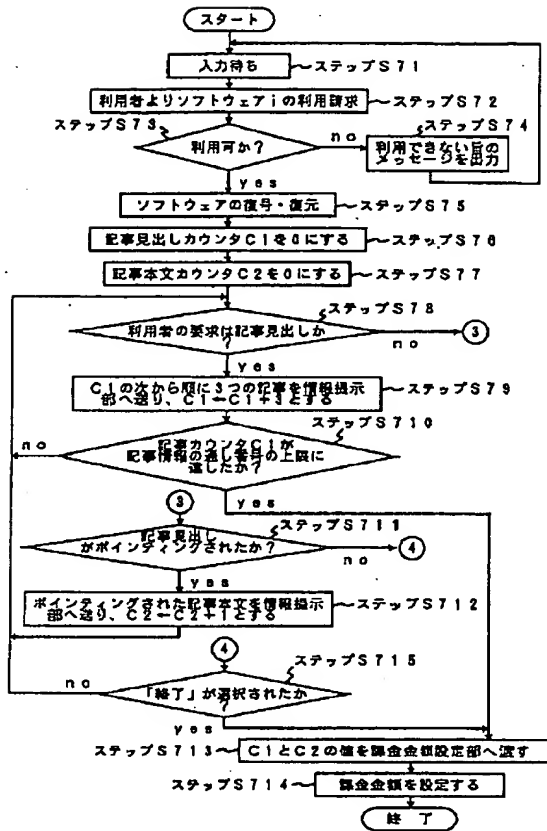 スタート
入力待ち
ステップS71
利用者よりソフトウェアiの利用請求
ステップS72
ステップS73
利用可か?
no
ステップS74
利用できない旨の
メッセージを出力
yes
ソフトウェアの復号・復元
ステップS75
記事見出しカウンタC1を0にする
ステップS76
記事本文カウンタC2を0にする
ステップS77
ステップS78
利用者の要求は記事見出しか
?
no
3
yes
C1の次から順に3つの記事を情報提示
部へ送り、C1←C1+3とする
ステップS79
ステップS710
記事カウンタC1が
記事情報の通し番号の上限に
達したか?
no
yes
3
ステップS711
記事見出し
がポインティングされたか?
no
4
yes
ポインティングされた記事本文を情報提示
部へ送り、C2←C2+1とする
ステップS712
4
ステップS715
「終了」が選択されたか
?
no
yes
ステップS713
C1とC2の値を課金金額設定部へ渡す
ステップS714
課金金額を設定する
終了